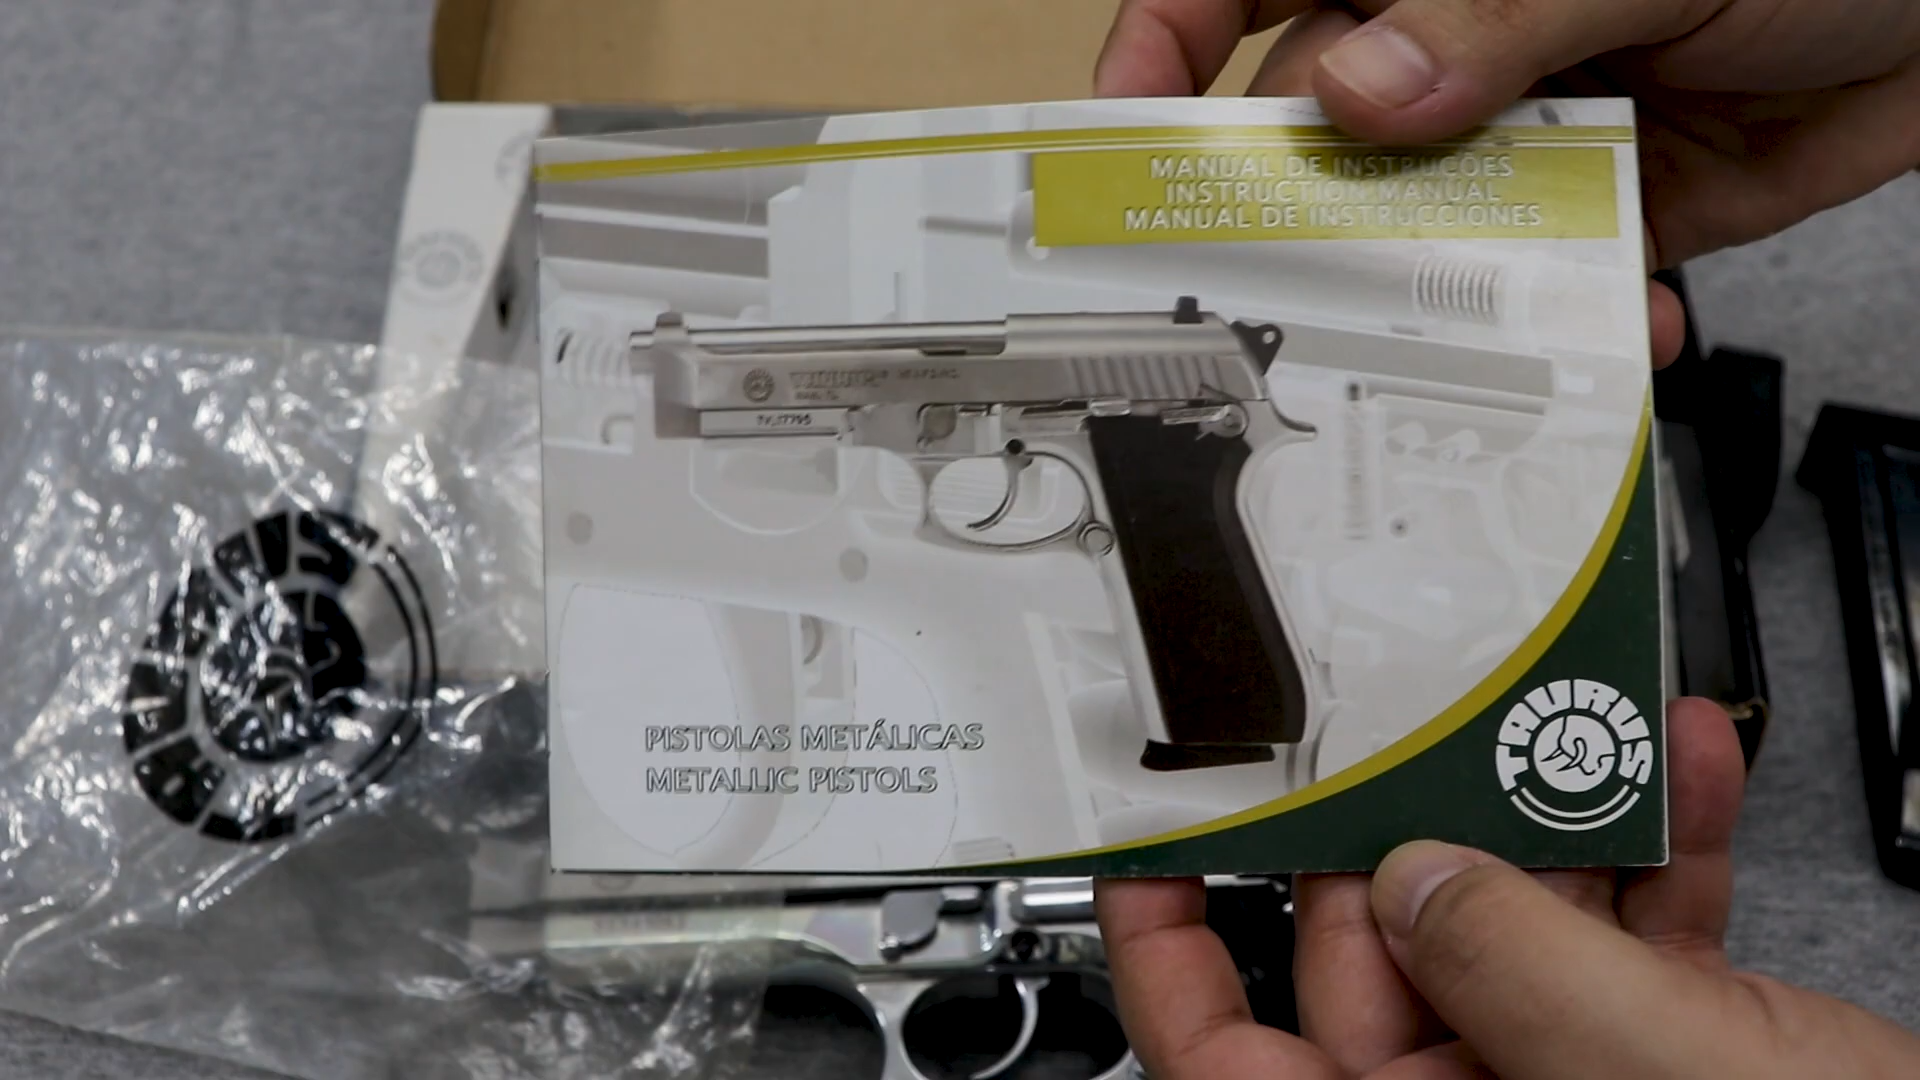 MANUAL DE INSTRUÇÕES
INSTRUCTION MANUAL
MANUAL DE INSTRUCCIONES
PISTOLAS METÁLICAS
METALLIC PISTOLS
TAURUS